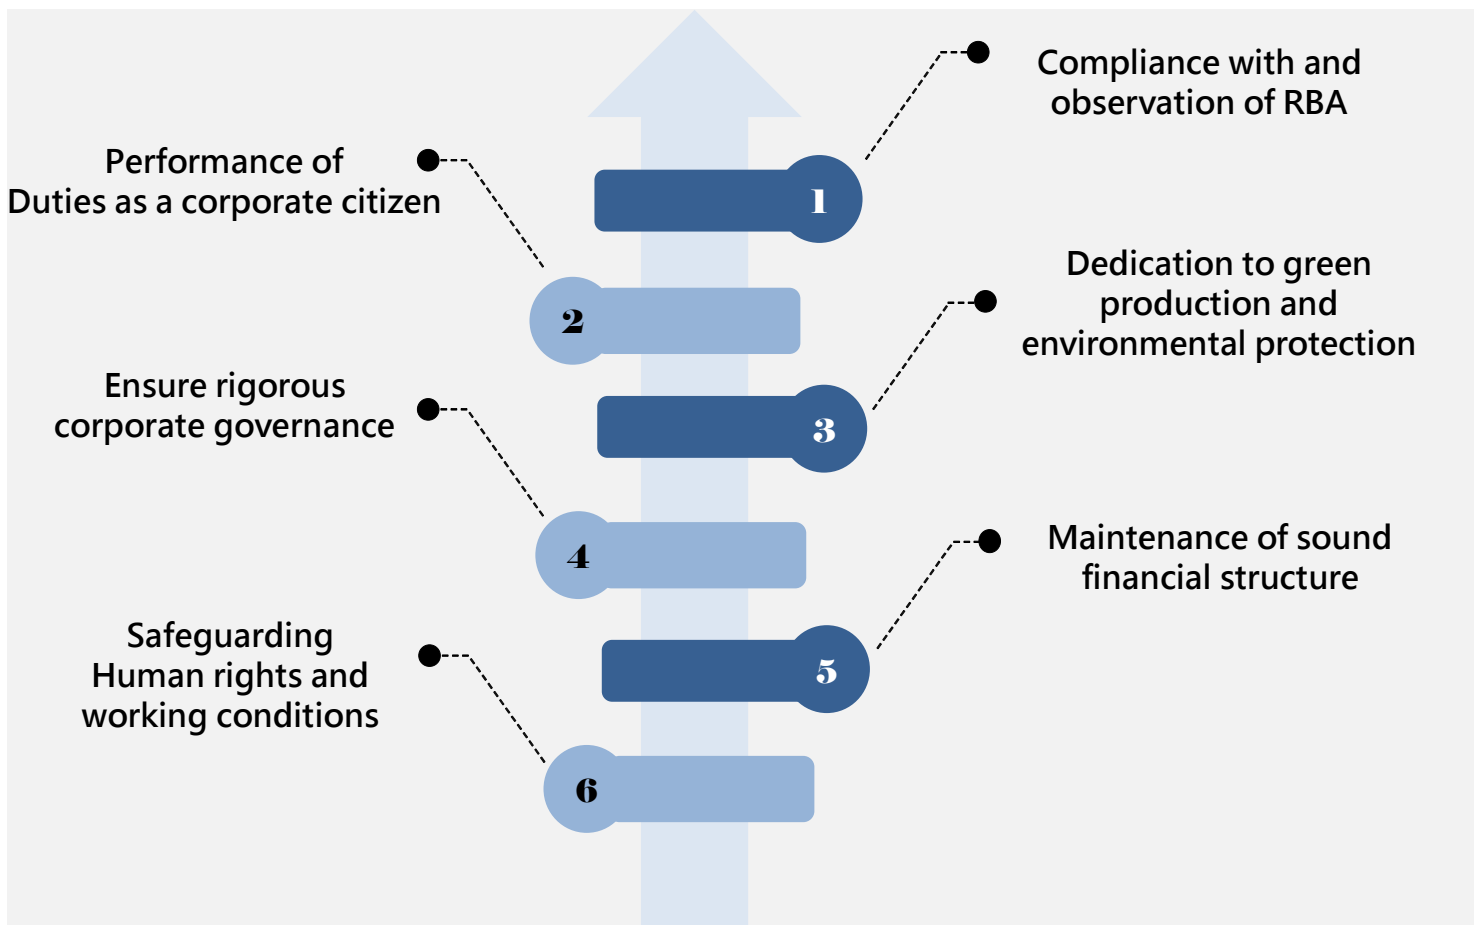 Compliance with and
observation of RBA
1
Performance of
Duties as a corporate citizen
2
Dedication to green
production and
environmental protection
3
Ensure rigorous
corporate governance
4
Maintenance of sound
financial structure
5
Safeguarding
Human rights and
working conditions
6